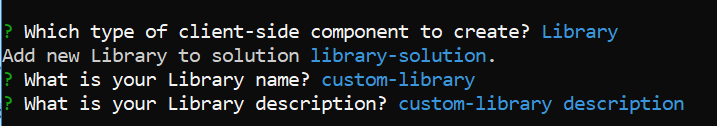 ? Which type of client-side component to create? Library
Add new Library to solution library-solution.
? What is your Library name? custom-library
? What is your Library description? custom-library description